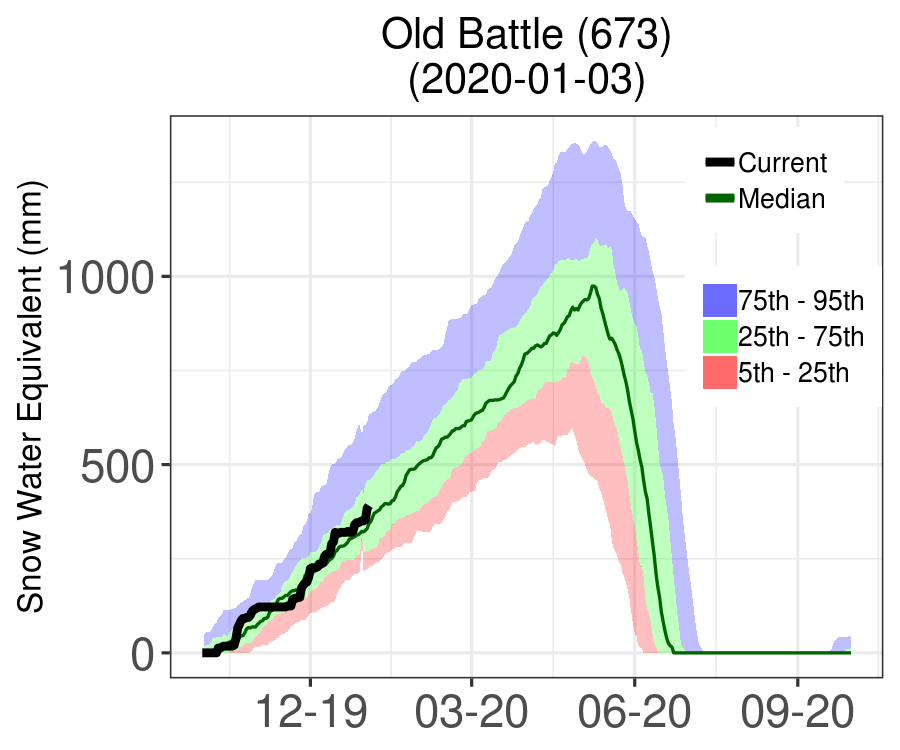 Old Battle (673)
(2020-01-03)
Snow Water Equivalent (mm)
1000
500
0
Current
Median
75th - 95th
25th - 75th
5th - 25th
12-19 03-20 06-20 09-20